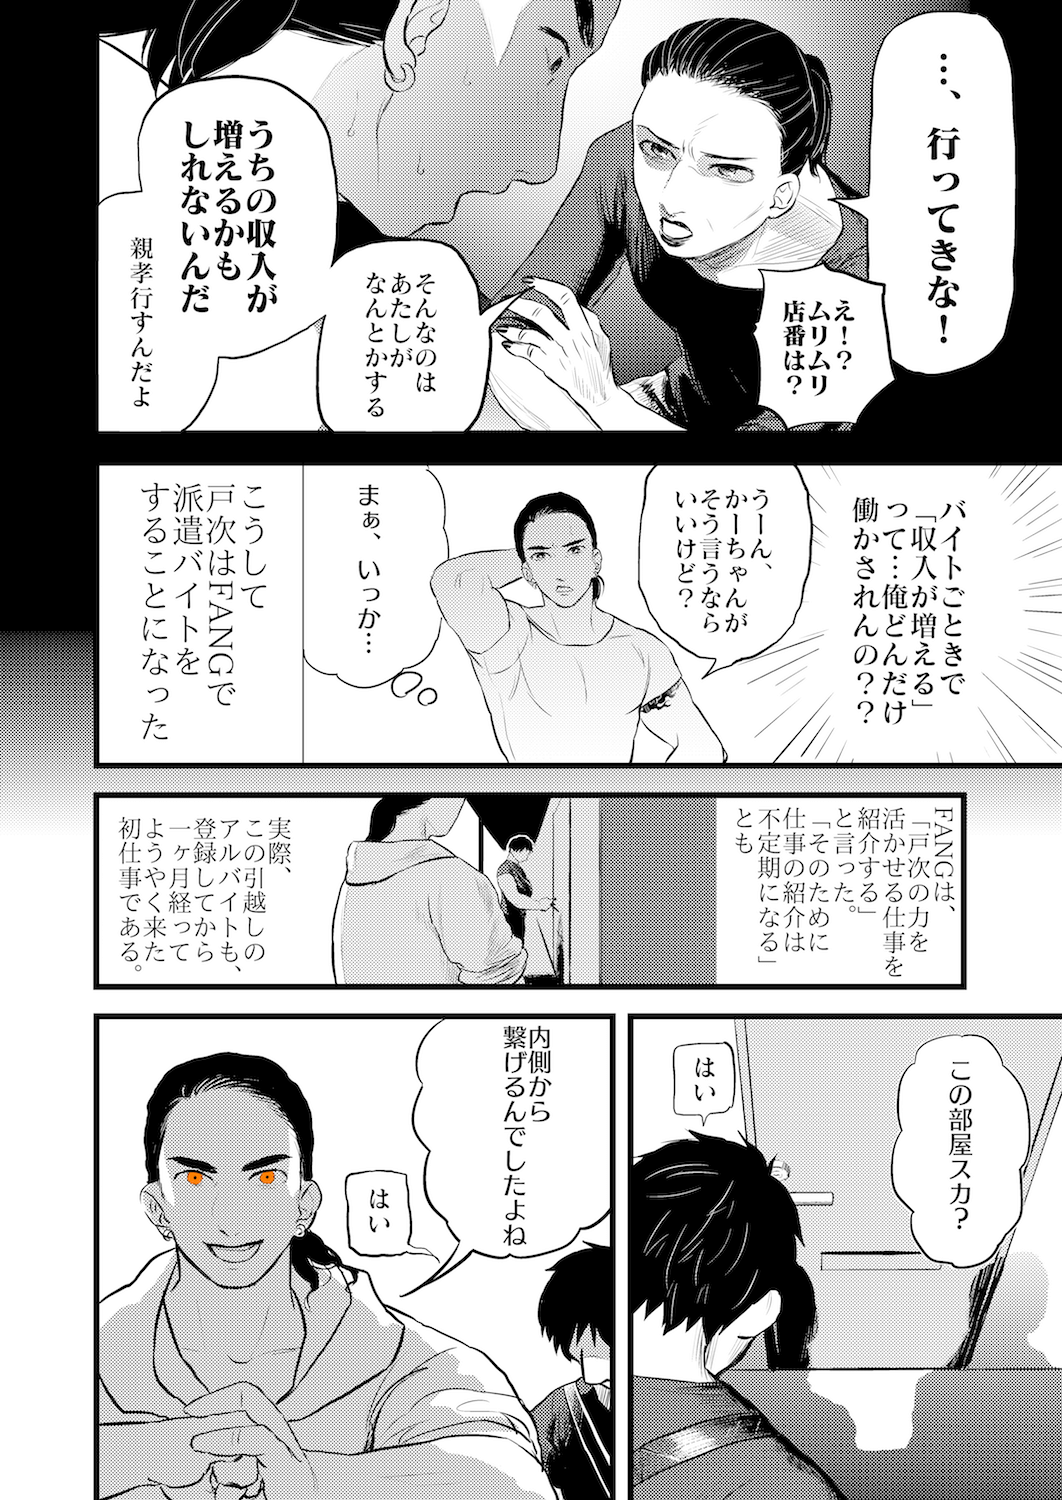 …、行ってきな！
え！？
ムリムリ
店番は？
そんなのは
あたしが
なんとかする
うちの収入が
増えるかも
しれないんだ
親孝行すんだよ
バイトごときで
「収入が増える」
って…俺どんだけ
働かされんの？？
うーん、
かーちゃんが
そう言うなら
いいけど？
まぁ、いっか…
こうして
戸次はFANGで
派遣バイトを
することになった
FANGは、
「戸次の力を
活かせる仕事を
紹介する」
と言った。
「そのために
仕事の紹介は
不定期になる」
とも
実際、
この引越しの
アルバイトも、
登録してから
一ヶ月経って
ようやく来た
初仕事である。
この部屋スカ？
はい
内側から
繋げるんでしたよね
はい